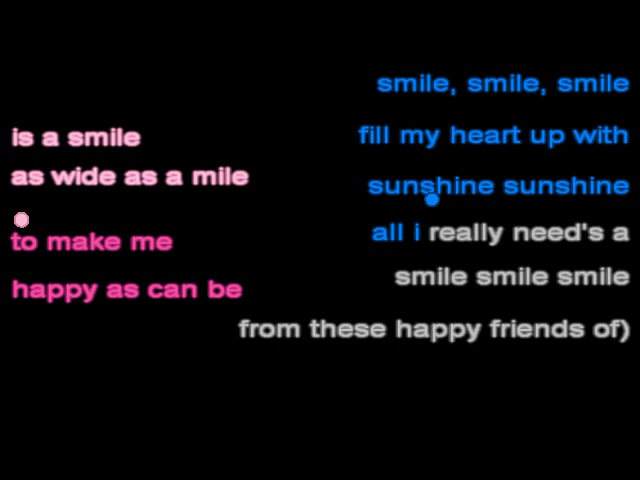 is a smile
as wide as a mile
to make me
happy as can be
smile, smile, smile
fill my heart up with
sunshine sunshine
all i really need's a
smile smile smile
from these happy friends of)